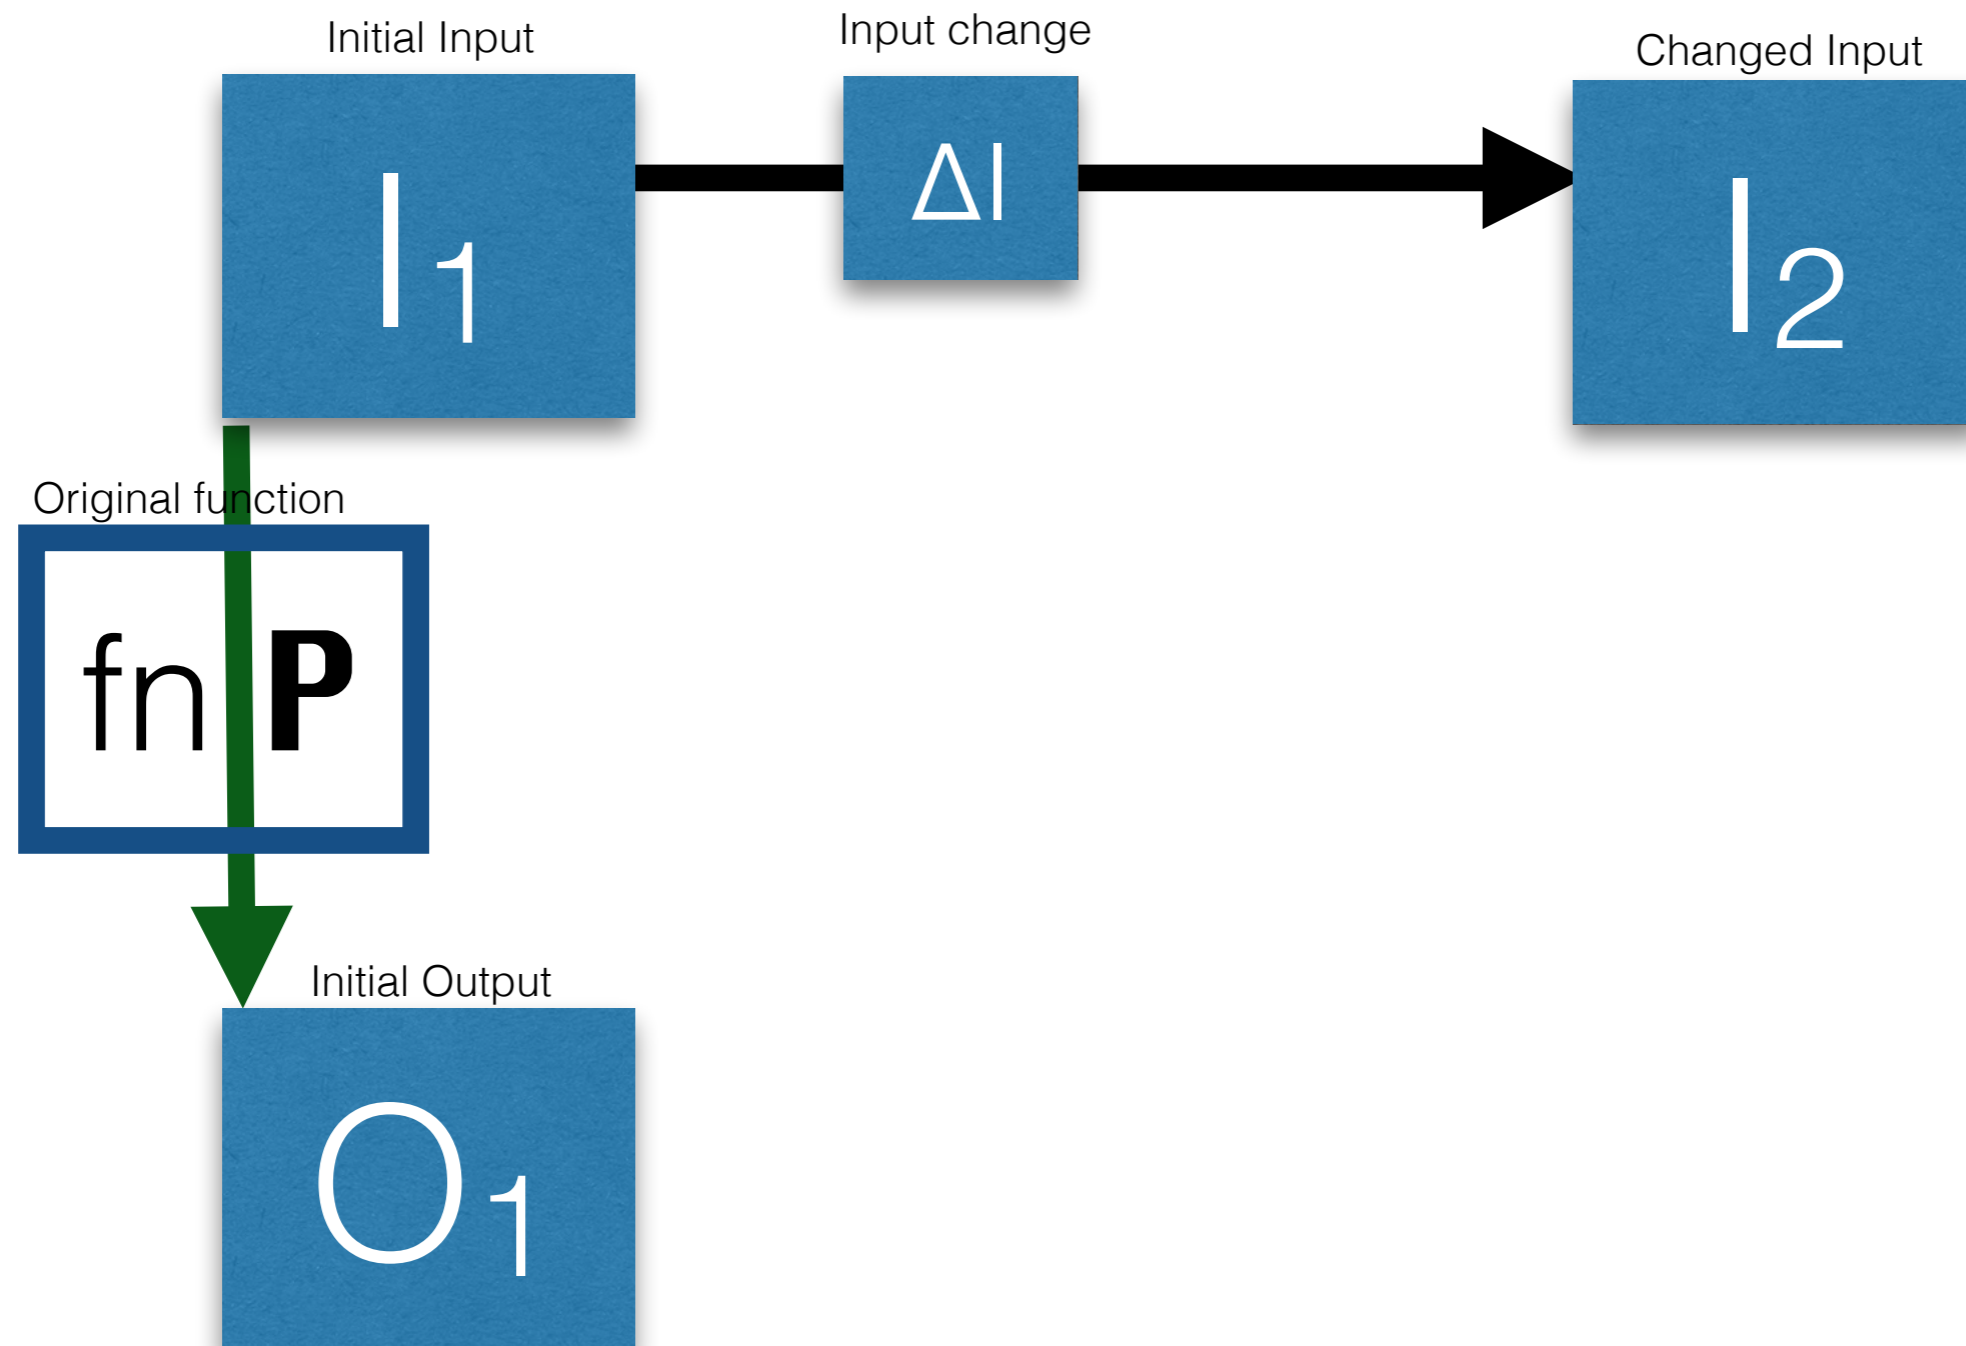 Initial Input
Input change
Changed Input
I1
ΔI
I2
Original function
fn P
Initial Output
O1